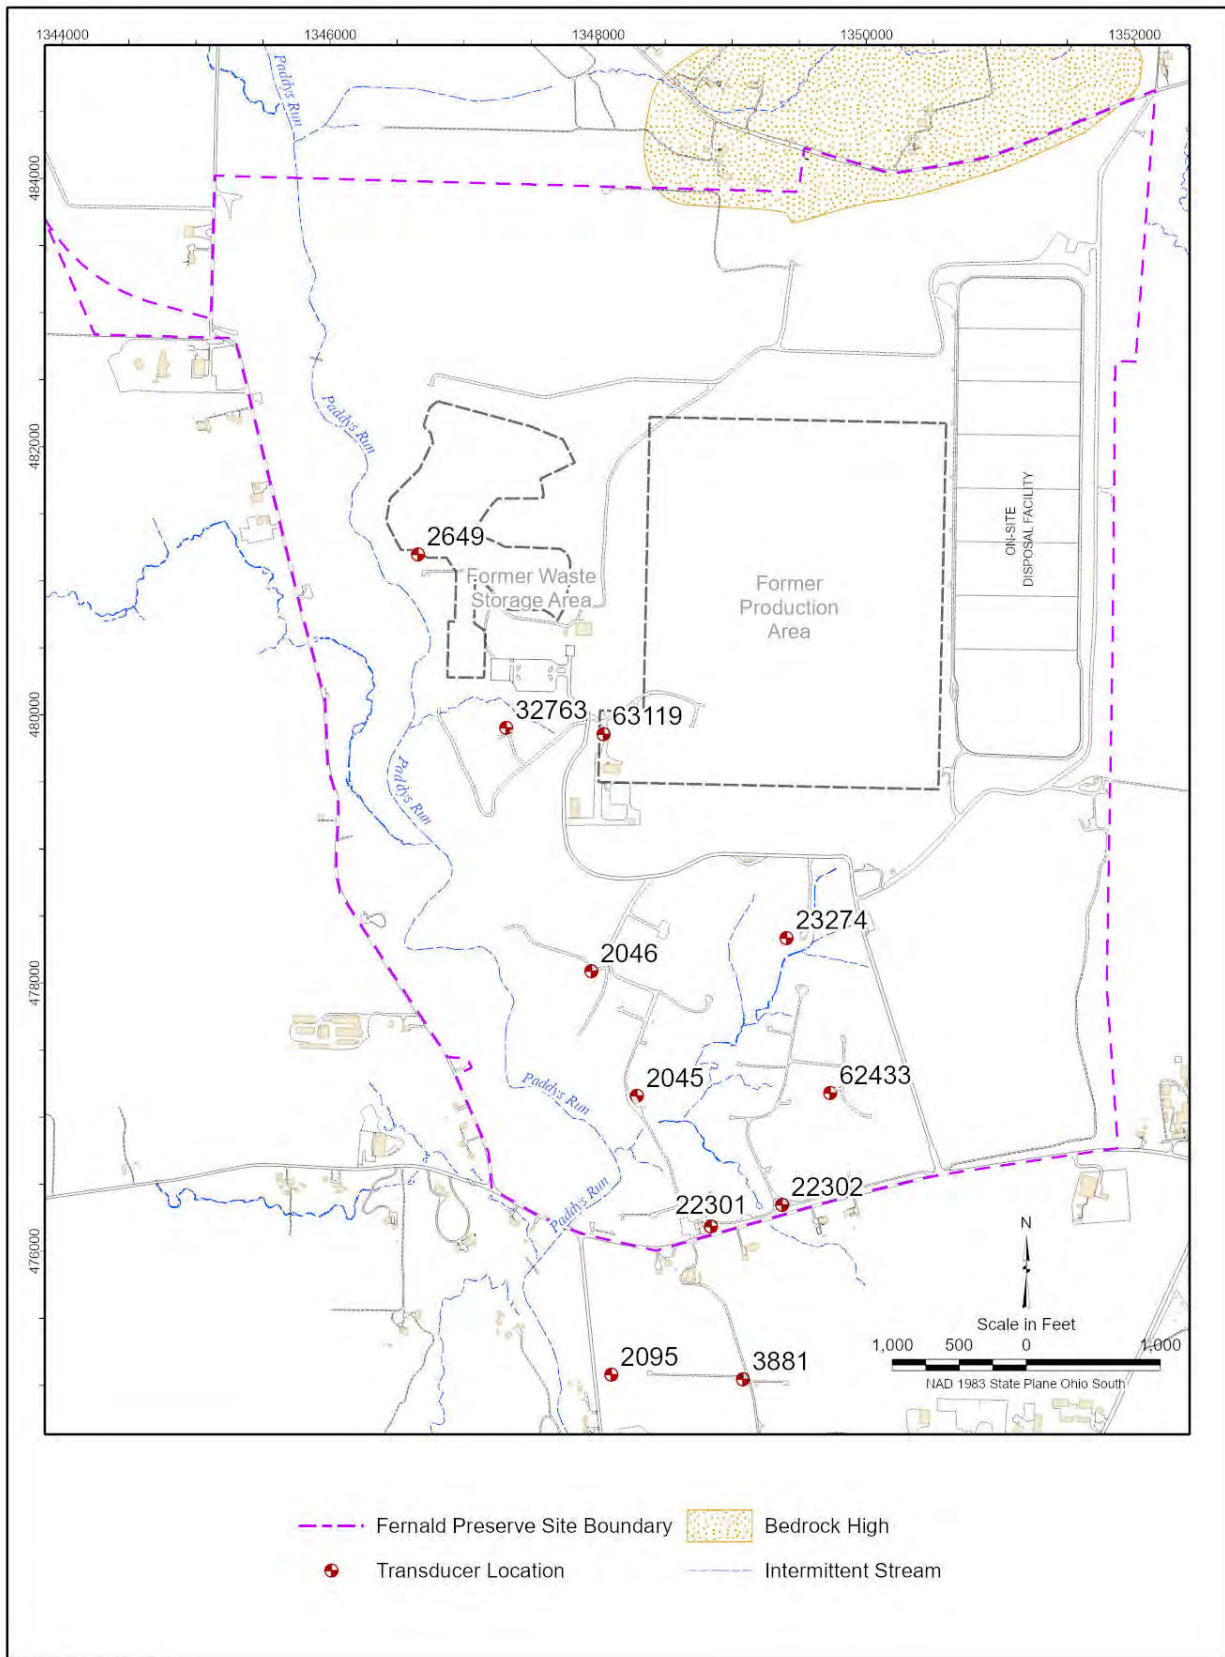 1344000
1346000
1348000
1350000
1352000
484000
482000
480000
478000
476000
Paddys Run
Paddys Run
2649
Former Waste
Storage Area
Former
Production
Area
ON-SITE
DISPOSAL FACILITY
32763
63119
Paddys Run
23274
2046
2045
62433
Paddys Run
Paddys Run
22301
22302
N
Scale in Feet
1,000
500
0
1,000
NAD 1983 State Plane Ohio South
2095
3881
Fernald Preserve Site Boundary
Bedrock High
Transducer Location
Intermittent Stream